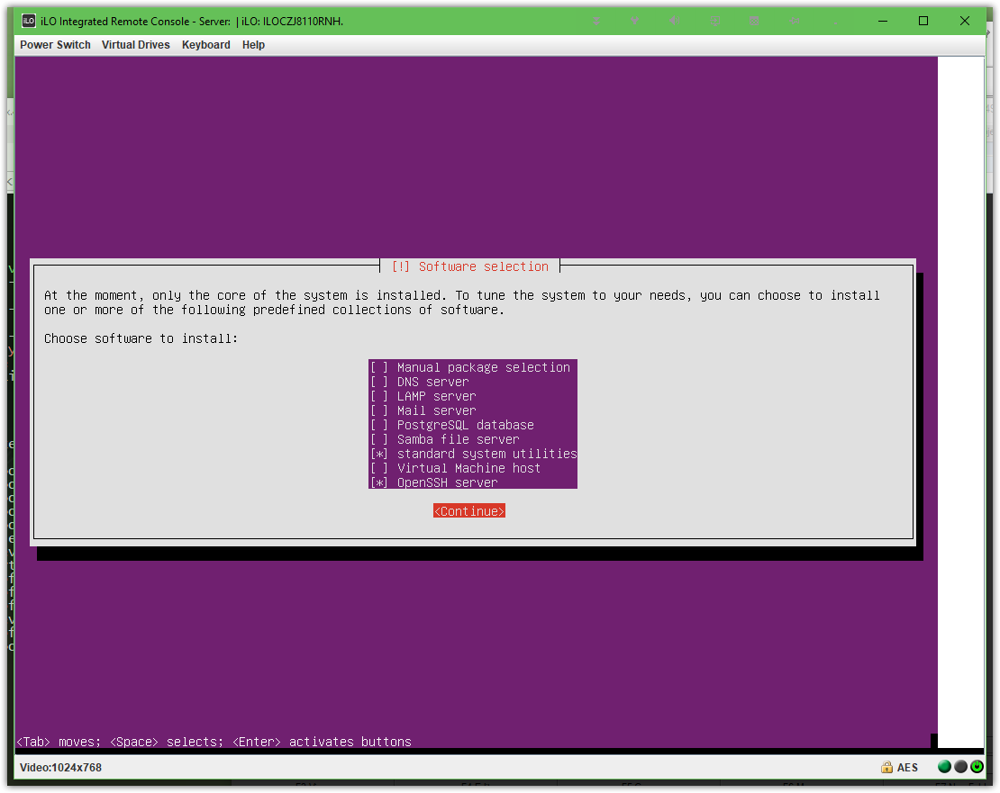 iLO iLO Integrated Remote Console - Server: | iLO: ILOCZJ8110RNH.
Power Switch Virtual Drives Keyboard Help
[!] Software selection
At the moment, only the core of the system is installed. To tune the system to your needs, you can choose to install
one or more of the following predefined collections of software.
Choose software to install:
[ ] Manual package selection
[ ] DNS server
[ ] LAMP server
[ ] Mail server
[ ] PostgreSQL database
[ ] Samba file server
[*] standard system utilities
[ ] Virtual Machine host
[*] OpenSSH server
<Continue>
<Tab> moves; <Space> selects; <Enter> activates buttons
Video:1024x768 AES